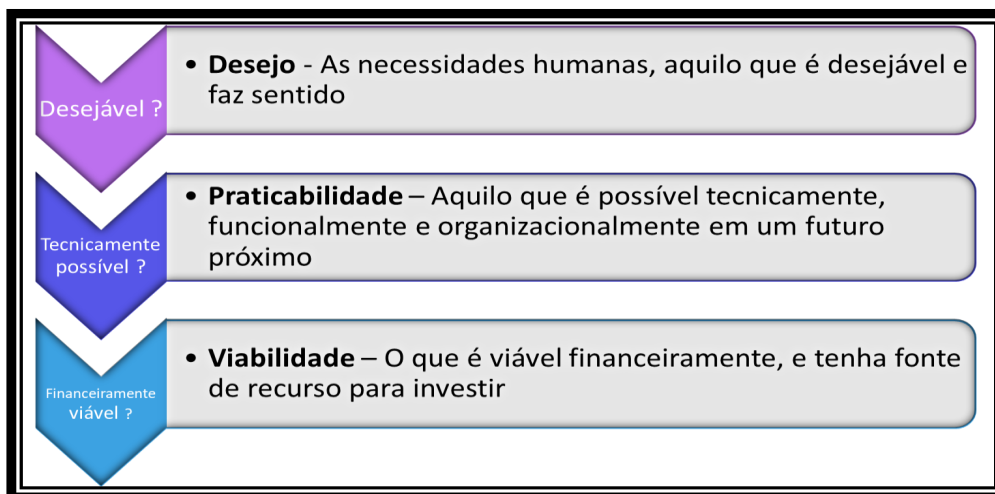 Desejável ?
• Desejo - As necessidades humanas, aquilo que é desejável e
faz sentido
Tecnicamente
possível ?
• Praticabilidade – Aquilo que é possível tecnicamente,
funcionalmente e organizacionalmente em um futuro
próximo
Financeiramente
viável ?
• Viabilidade – O que é viável financeiramente, e tenha fonte
de recurso para investir